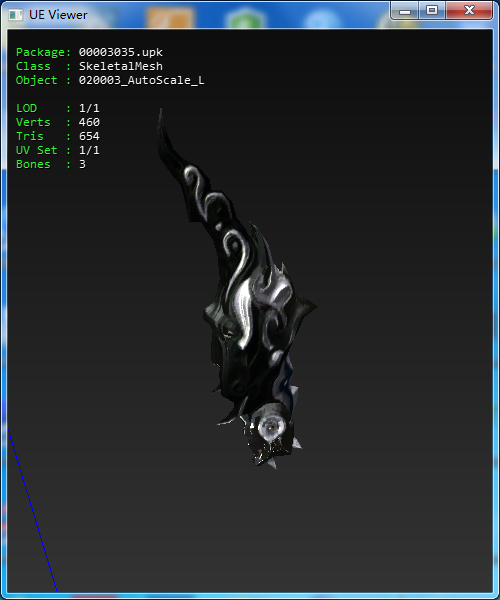 UE Viewer
Package: 00003035.upk
Class : SkeletalMesh
Object : 020003_AutoScale_L
LOD : 1/1
Verts : 460
Tris : 654
UV Set : 1/1
Bones : 3